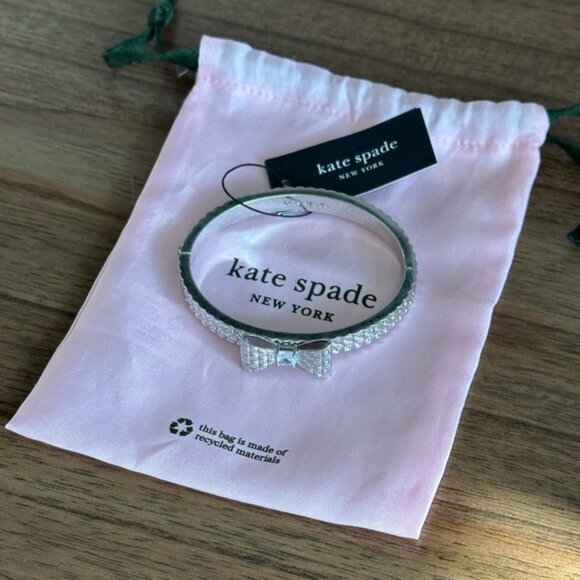 kate spade
NEW YORK
kate spade
NEW YORK
this bag is made of
recycled materials